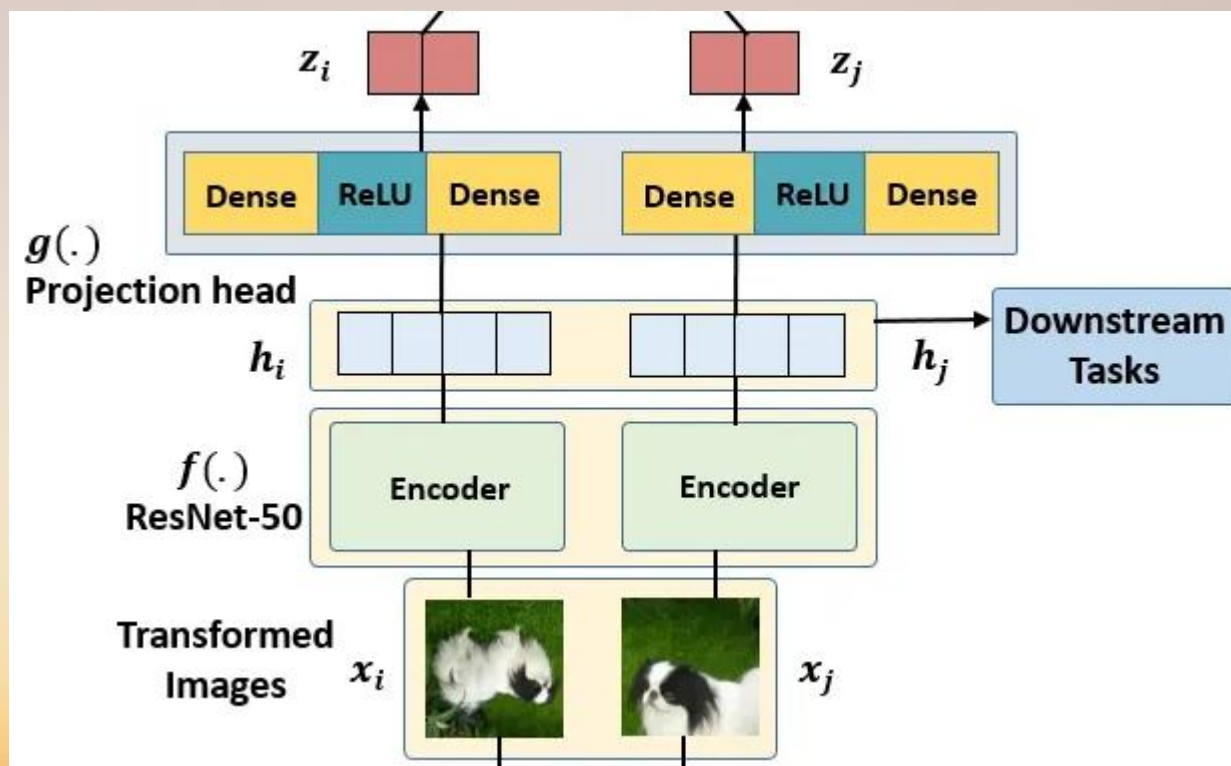 z_i
z_j
Dense ReLU Dense
Dense ReLU Dense
g(.)
Projection head
h_i
h_j
Downstream
Tasks
f(.)
ResNet-50
Encoder
Encoder
Transformed
Images
x_i
x_j